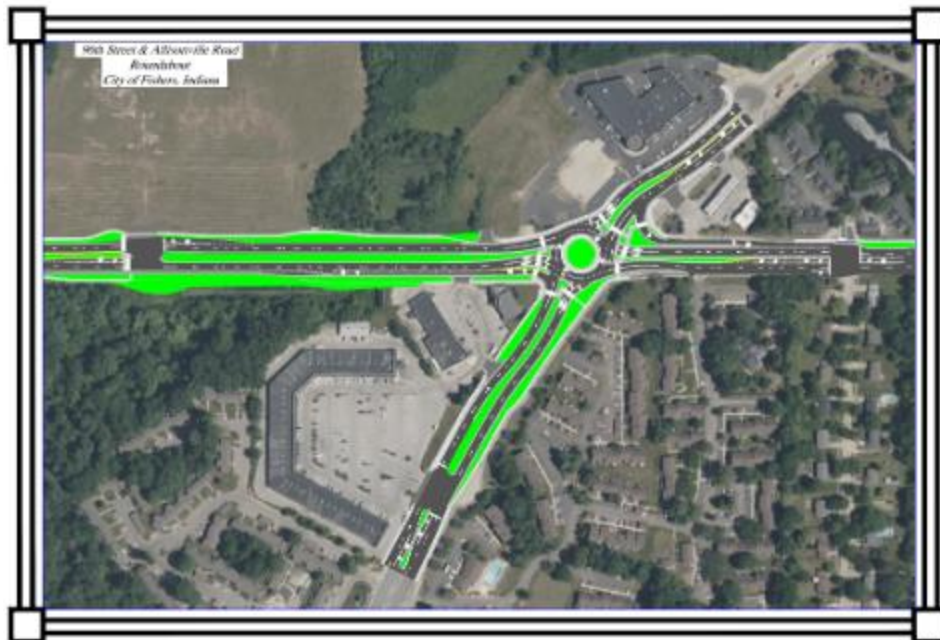 96th Street & Allisonville Road
Roundabout
City of Fishers, Indiana